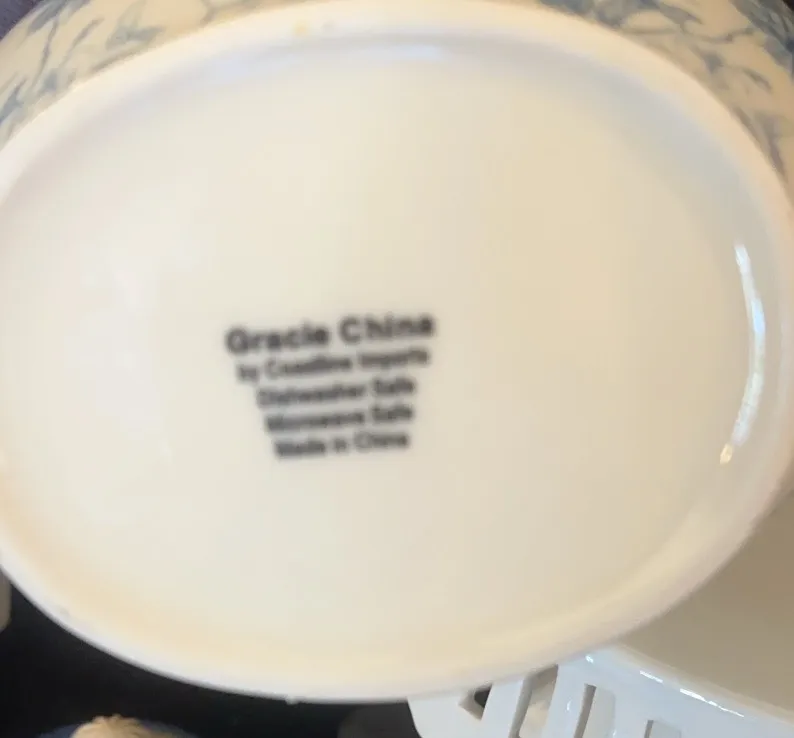 Gracie China
by Coastline Imports
Dishwasher Safe
Microwave Safe
Made in China